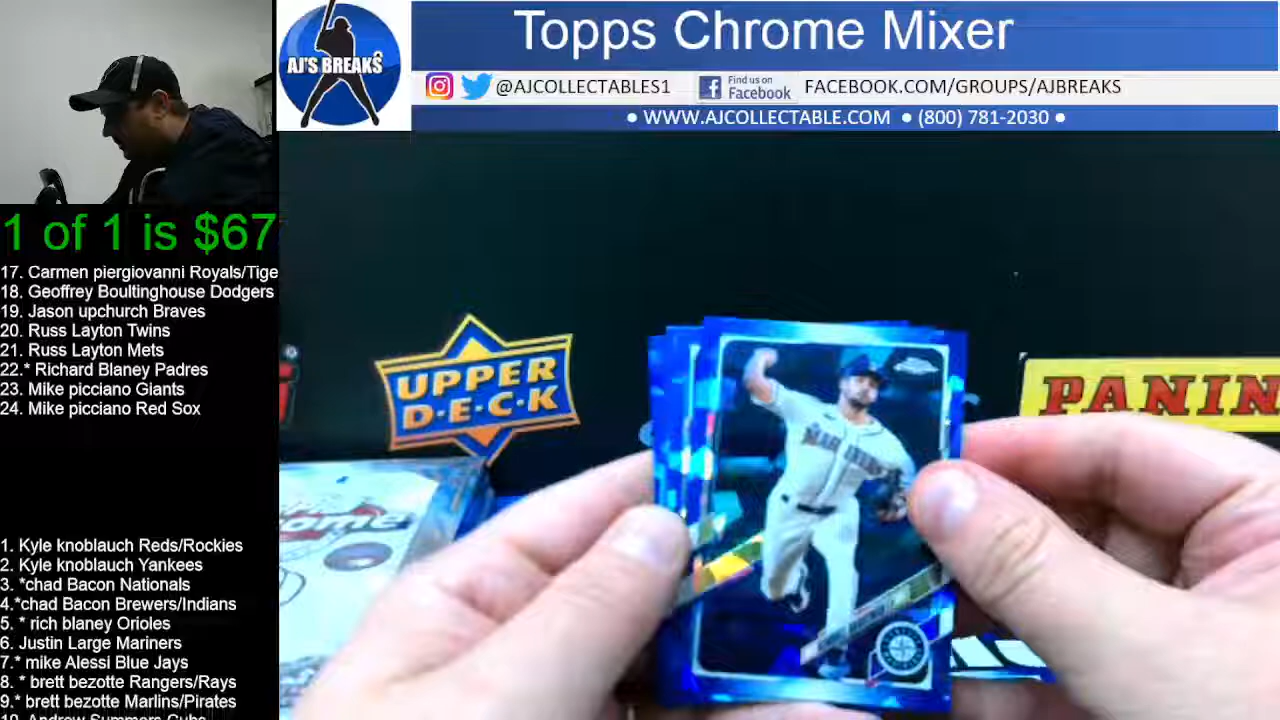 Topps Chrome Mixer
AJ'S BREAKS
@AJCOLLECTABLES1
Find us on
Facebook
FACEBOOK.COM/GROUPS/AJBREAKS
● WWW.AJCOLLECTABLE.COM ● (800) 781-2030 ●
1 of 1 is $67
17. Carmen piergiovanni Royals/Tige
18. Geoffrey Boultinghouse Dodgers
19. Jason upchurch Braves
20. Russ Layton Twins
21. Russ Layton Mets
22.* Richard Blaney Padres
23. Mike picciano Giants
24. Mike picciano Red Sox
1. Kyle knoblauch Reds/Rockies
2. Kyle knoblauch Yankees
3. *chad Bacon Nationals
4.*chad Bacon Brewers/Indians
5. * rich blaney Orioles
6. Justin Large Mariners
7.* mike Alessi Blue Jays
8. * brett bezotte Rangers/Rays
9.* brett bezotte Marlins/Pirates
10. Andrew Summers Cubs
UPPER
D·E·C·K
PANIN